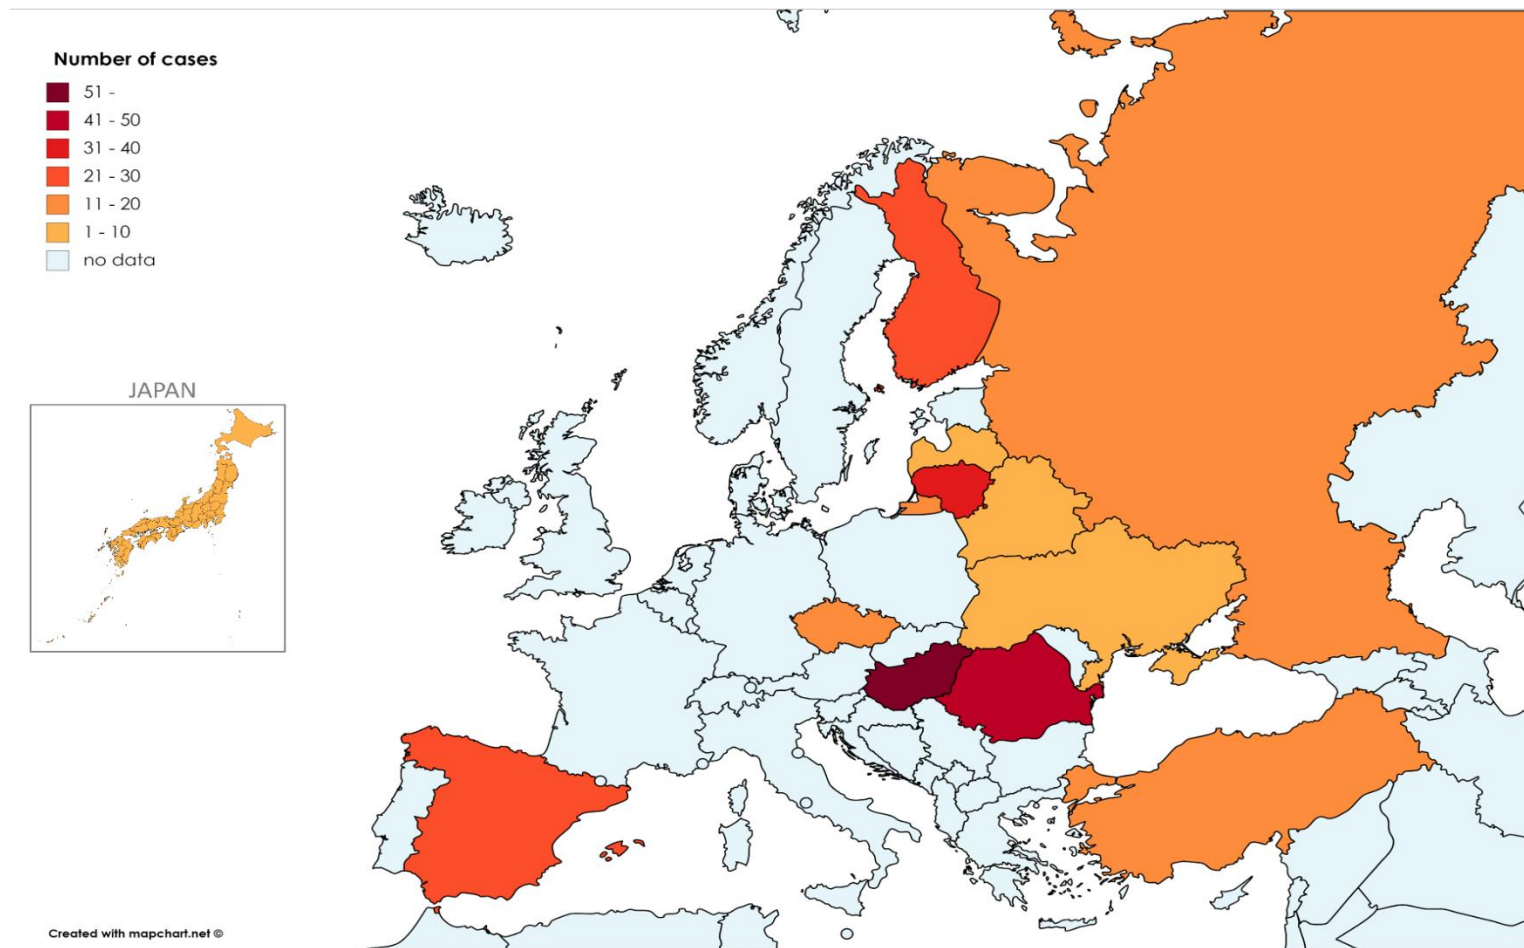 Number of cases
51 -
41 - 50
31 - 40
21 - 30
11 - 20
1 - 10
no data
JAPAN
Created with mapchart.net ©